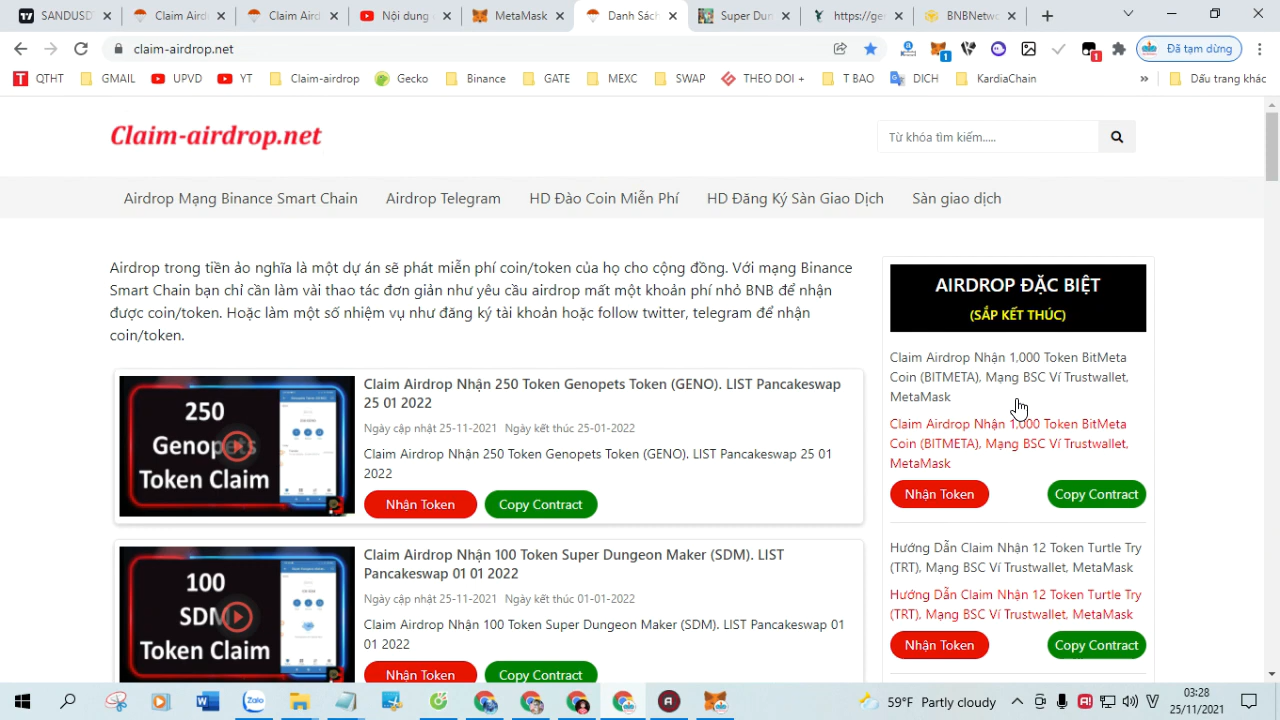 SANDUSD
Claim Aird
Claim Aird
Nội dung
MetaMask
Danh Sách
Super Dun
https://ge
BNBNetwo
claim-airdrop.net
Đã tạm dừng
QTHT
GMAIL
UPVD
YT
Claim-airdrop
Gecko
Binance
GATE
MEXC
SWAP
THEO DOI +
T BAO
DICH
KardiaChain
Dấu trang khác
Claim-airdrop.net
Từ khóa tìm kiếm.....
Airdrop Mạng Binance Smart Chain
Airdrop Telegram
HD Đào Coin Miễn Phí
HD Đăng Ký Sàn Giao Dịch
Sàn giao dịch
Airdrop trong tiền ảo nghĩa là một dự án sẽ phát miễn phí coin/token của họ cho cộng đồng. Với mạng Binance
Smart Chain bạn chỉ cần làm vài thao tác đơn giản như yêu cầu airdrop mất một khoản phí nhỏ BNB để nhận
được coin/token. Hoặc làm một số nhiệm vụ như đăng ký tài khoản hoặc follow twitter, telegram để nhận
coin/token.
250
Genopets
Token Claim
Claim Airdrop Nhận 250 Token Genopets Token (GENO). LIST Pancakeswap
25 01 2022
Ngày cập nhật 25-11-2021 Ngày kết thúc 25-01-2022
Claim Airdrop Nhận 250 Token Genopets Token (GENO). LIST Pancakeswap 25 01
2022
Nhận Token
Copy Contract
100
SDM
Token Claim
Claim Airdrop Nhận 100 Token Super Dungeon Maker (SDM). LIST
Pancakeswap 01 01 2022
Ngày cập nhật 25-11-2021 Ngày kết thúc 01-01-2022
Claim Airdrop Nhận 100 Token Super Dungeon Maker (SDM). LIST Pancakeswap 01
01 2022
Nhận Token
Copy Contract
AIRDROP ĐẶC BIỆT
(SẮP KẾT THÚC)
Claim Airdrop Nhận 1,000 Token BitMeta
Coin (BITMETA), Mạng BSC Ví Trustwallet,
MetaMask
Claim Airdrop Nhận 1,000 Token BitMeta
Coin (BITMETA), Mạng BSC Ví Trustwallet,
MetaMask
Nhận Token
Copy Contract
Hướng Dẫn Claim Nhận 12 Token Turtle Try
(TRT), Mạng BSC Ví Trustwallet, MetaMask
Hướng Dẫn Claim Nhận 12 Token Turtle Try
(TRT), Mạng BSC Ví Trustwallet, MetaMask
Nhận Token
Copy Contract
Zalo
59°F Partly cloudy
03:28
25/11/2021